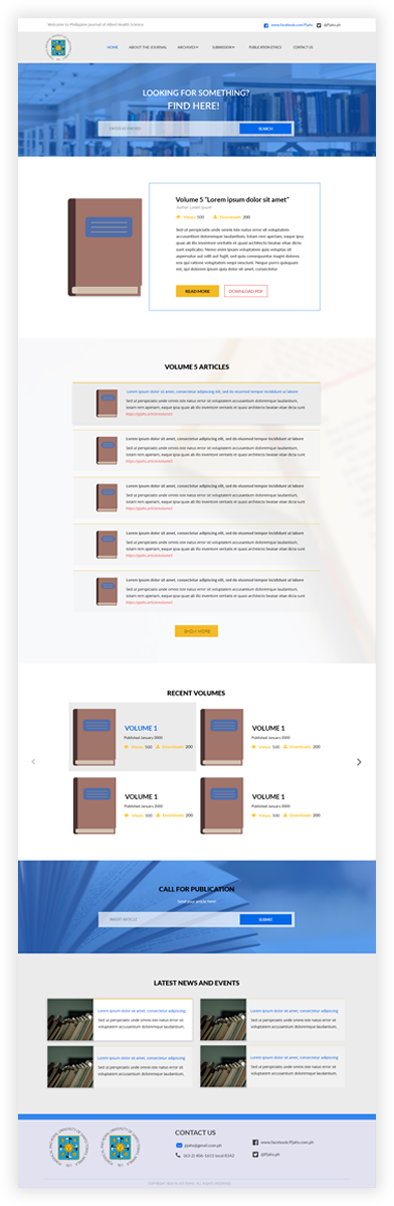 Welcome to Philippine Journal of Allied Health Science
www.facebook.com/Pjahs @Pjahs.ph
HOME ABOUT THE JOURNAL ARCHIVES SUBMISSION PUBLICATION ETHICS CONTACT US
LOOKING FOR SOMETHING?
FIND HERE!
ENTER KEYWORD SEARCH
Volume 5 "Lorem ipsum dolor sit amet"
Author: Lorem Ipsum
Views: 500 Downloads: 200
Sed ut perspiciatis unde omnis iste natus error sit voluptatem
accusantium doloremque laudantium, totam rem aperiam, eaque ipsa
quae ab illo inventore veritatis et quasi architecto beatae vitae dicta
sunt explicabo. Nemo enim ipsam voluptatem quia voluptas sit
aspernatur aut odit aut fugit, sed quia consequuntur magni dolores
eos qui ratione voluptatem sequi nesciunt. Neque porro quisquam
est, qui dolorem ipsum quia dolor sit amet, consectetur
READ MORE DOWNLOAD PDF
VOLUME 5 ARTICLES
Lorem ipsum dolor sit amet, consectetur adipiscing elit, sed do eiusmod tempor incididunt ut labore
Sed ut perspiciatis unde omnis iste natus error sit voluptatem accusantium doloremque laudantium,
totam rem aperiam, eaque ipsa quae ab illo inventore veritatis et quasi architecto beatae vitae dicta sunt
Lorem ipsum dolor sit amet, consectetur adipiscing elit, sed do eiusmod tempor incididunt ut labore
Sed ut perspiciatis unde omnis iste natus error sit voluptatem accusantium doloremque laudantium,
totam rem aperiam, eaque ipsa quae ab illo inventore veritatis et quasi architecto beatae vitae dicta sunt
Lorem ipsum dolor sit amet, consectetur adipiscing elit, sed do eiusmod tempor incididunt ut labore
Sed ut perspiciatis unde omnis iste natus error sit voluptatem accusantium doloremque laudantium,
totam rem aperiam, eaque ipsa quae ab illo inventore veritatis et quasi architecto beatae vitae dicta sunt
Lorem ipsum dolor sit amet, consectetur adipiscing elit, sed do eiusmod tempor incididunt ut labore
Sed ut perspiciatis unde omnis iste natus error sit voluptatem accusantium doloremque laudantium,
totam rem aperiam, eaque ipsa quae ab illo inventore veritatis et quasi architecto beatae vitae dicta sunt
Lorem ipsum dolor sit amet, consectetur adipiscing elit, sed do eiusmod tempor incididunt ut labore
Sed ut perspiciatis unde omnis iste natus error sit voluptatem accusantium doloremque laudantium,
totam rem aperiam, eaque ipsa quae ab illo inventore veritatis et quasi architecto beatae vitae dicta sunt
SHOW MORE
RECENT VOLUMES
VOLUME 1 VOLUME 1
Published January 2000 Published January 2000
Views: 500 Downloads: 200 Views: 500 Downloads: 200
VOLUME 1 VOLUME 1
Published January 2000 Published January 2000
Views: 500 Downloads: 200 Views: 500 Downloads: 200
CALL FOR PUBLICATION
Send your article here!
INSERT ARTICLE SUBMIT
LATEST NEWS AND EVENTS
Lorem ipsum dolor sit amet, consectetur adipiscing Lorem ipsum dolor sit amet, consectetur adipiscing
Sed ut perspiciatis unde omnis iste natus error sit Sed ut perspiciatis unde omnis iste natus error sit
voluptatem accusantium doloremque laudantium, voluptatem accusantium doloremque laudantium,
Lorem ipsum dolor sit amet, consectetur adipiscing Lorem ipsum dolor sit amet, consectetur adipiscing
Sed ut perspiciatis unde omnis iste natus error sit Sed ut perspiciatis unde omnis iste natus error sit
voluptatem accusantium doloremque laudantium, voluptatem accusantium doloremque laudantium,
CONTACT US
pjahs@gmail.com.ph www.facebook/Pjahs.com.ph
(63 2) 406 1611 local 8240 @Pjahs.ph